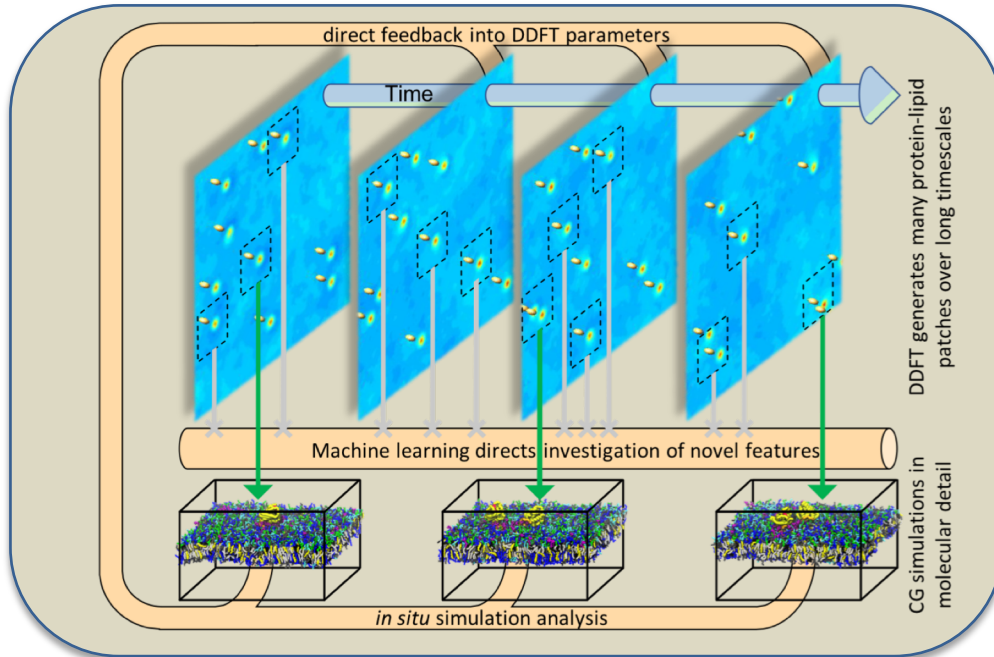 direct feedback into DDFT parameters
Time
DDFT generates many protein-lipid
patches over long timescales
Machine learning directs investigation of novel features
CG simulations in
molecular detail
in situ simulation analysis